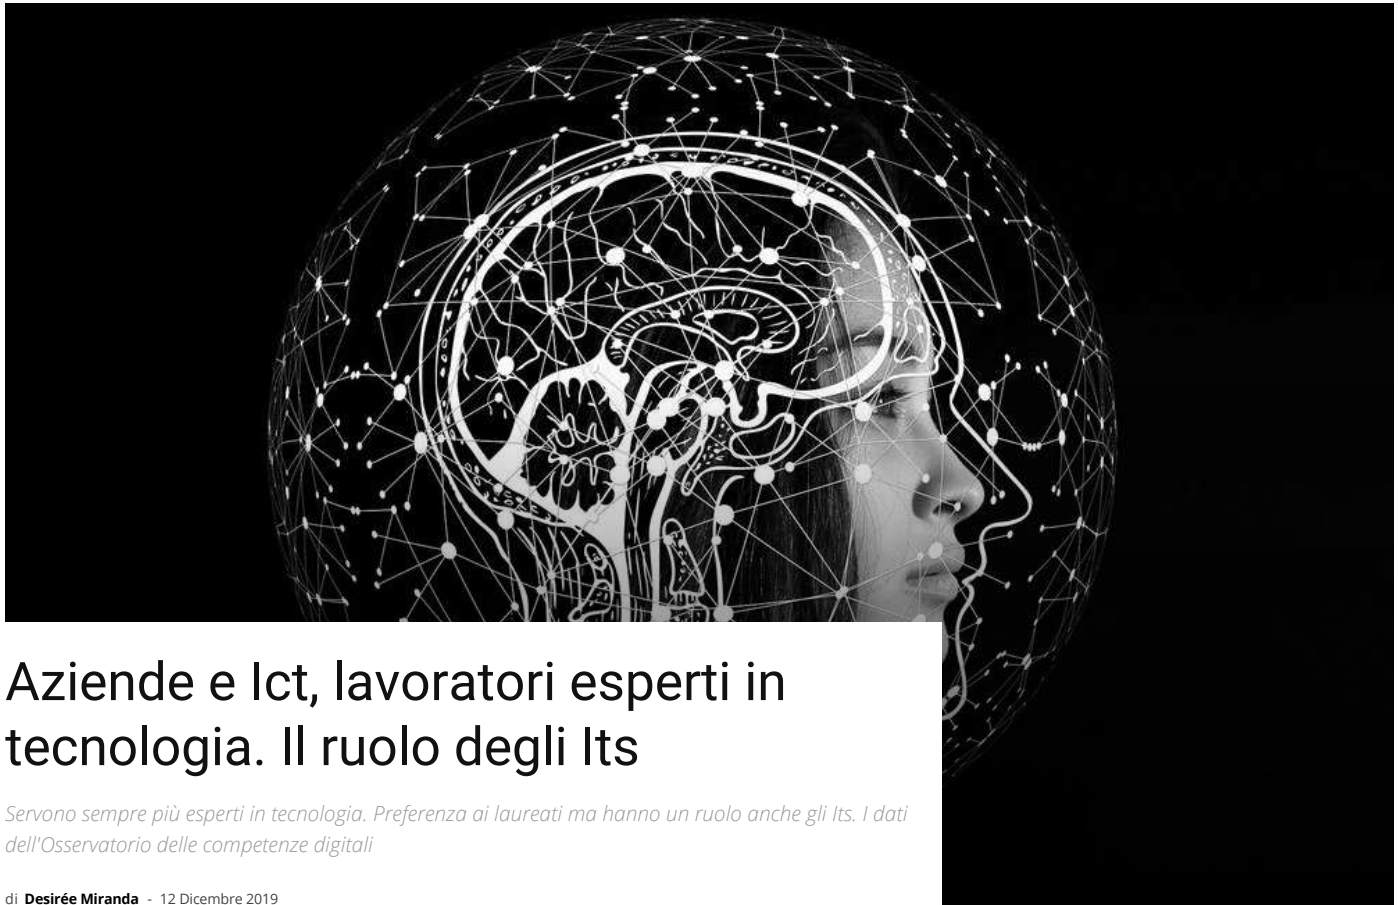 Aziende e Ict, lavoratori esperti in
tecnologia. Il ruolo degli Its
Servono sempre più esperti in tecnologia. Preferenza ai laureati ma hanno un ruolo anche gli Its. I dati
dell'Osservatorio delle competenze digitali
di Desirée Miranda - 12 Dicembre 2019